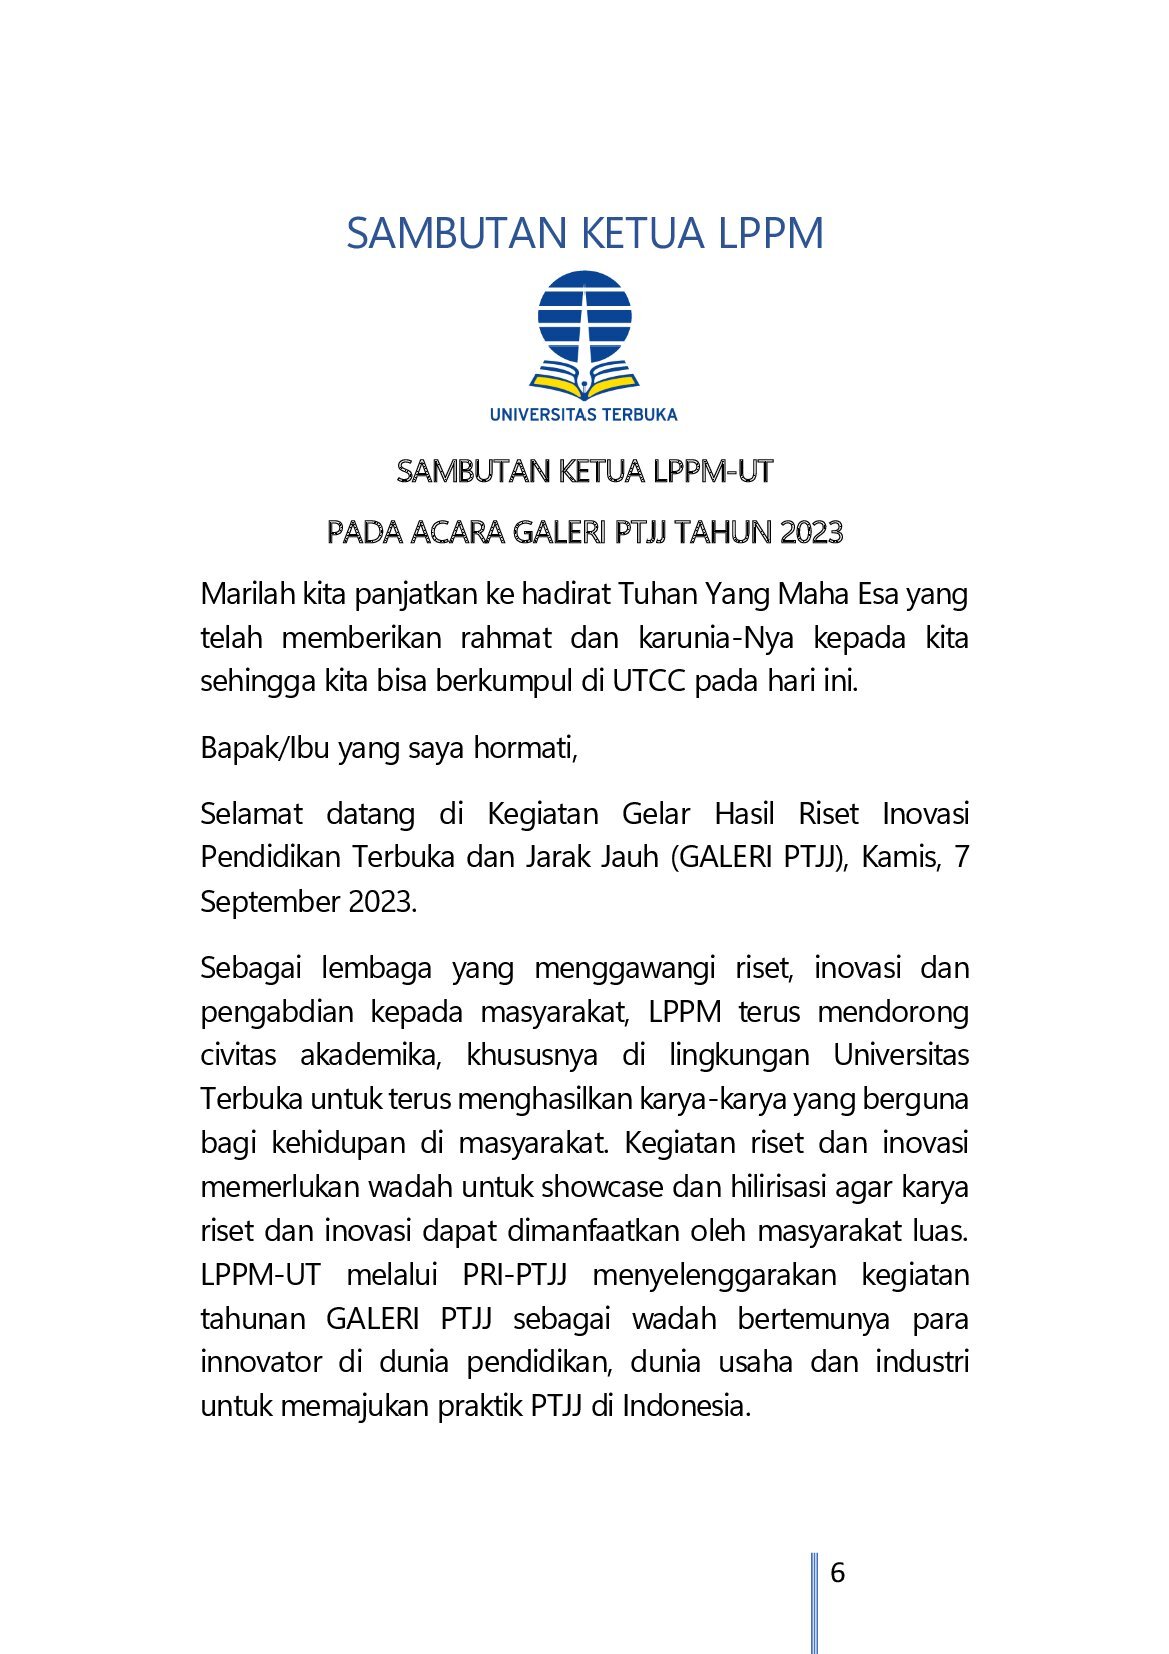 SAMBUTAN KETUA LPPM
UNIVERSITAS TERBUKA
SAMBUTAN KETUA LPPM-UT
PADA ACARA GALERI PTJJ TAHUN 2023
Marilah kita panjatkan ke hadirat Tuhan Yang Maha Esa yang
telah memberikan rahmat dan karunia-Nya kepada kita
sehingga kita bisa berkumpul di UTCC pada hari ini.
Bapak/Ibu yang saya hormati,
Selamat datang di Kegiatan Gelar Hasil Riset Inovasi
Pendidikan Terbuka dan Jarak Jauh (GALERI PTJJ), Kamis, 7
September 2023.
Sebagai lembaga yang menggawangi riset, inovasi dan
pengabdian kepada masyarakat, LPPM terus mendorong
civitas akademika, khususnya di lingkungan Universitas
Terbuka untuk terus menghasilkan karya-karya yang berguna
bagi kehidupan di masyarakat. Kegiatan riset dan inovasi
memerlukan wadah untuk showcase dan hilirisasi agar karya
riset dan inovasi dapat dimanfaatkan oleh masyarakat luas.
LPPM-UT melalui PRI-PTJJ menyelenggarakan kegiatan
tahunan GALERI PTJJ sebagai wadah bertemunya para
innovator di dunia pendidikan, dunia usaha dan industri
untuk memajukan praktik PTJJ di Indonesia.
6